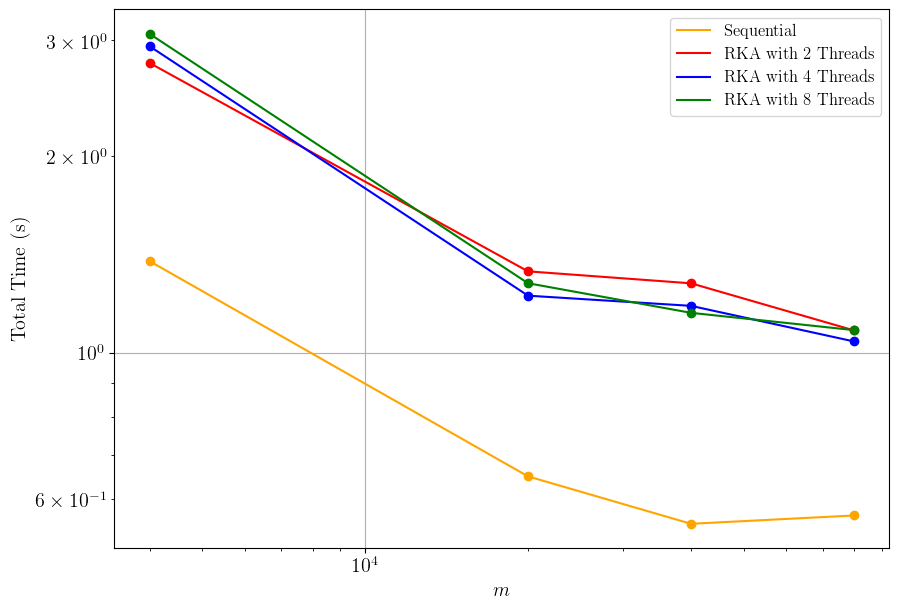 3 × 10⁰
2 × 10⁰
10⁰
6 × 10⁻¹
Total Time (s)
10⁴
m
Sequential
RKA with 2 Threads
RKA with 4 Threads
RKA with 8 Threads